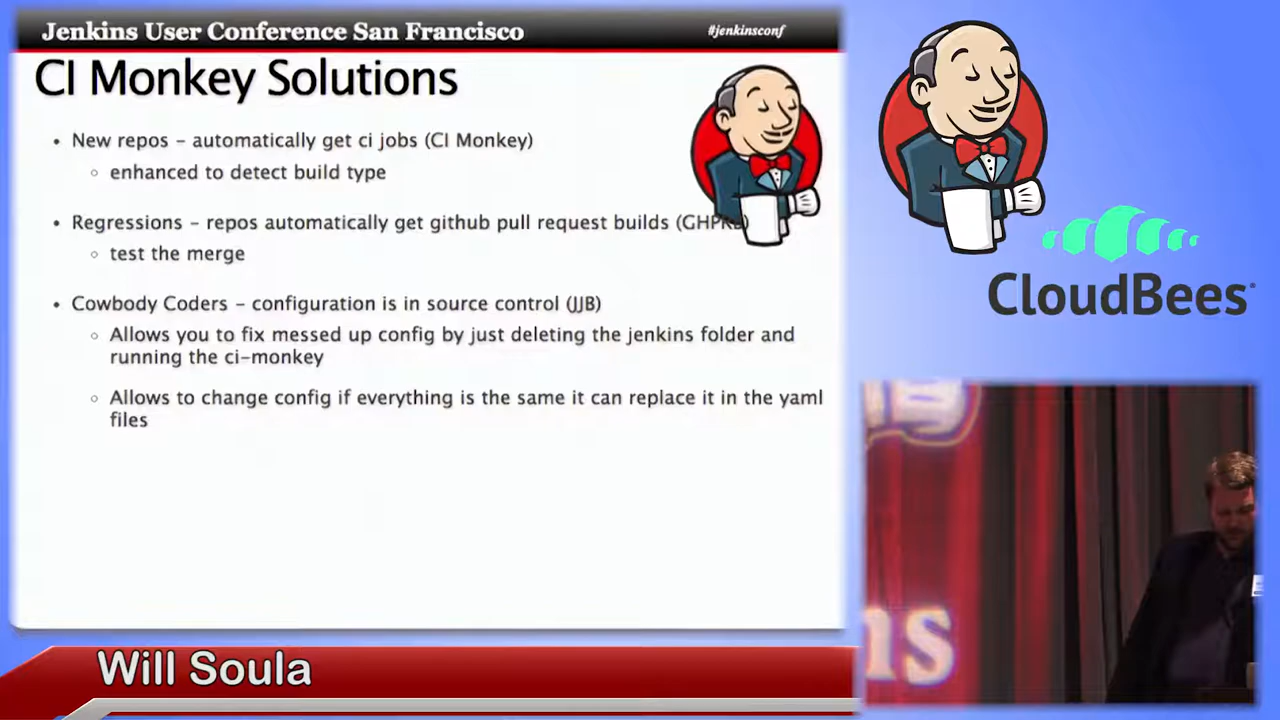 Jenkins User Conference San Francisco
#jenkinsconf
CI Monkey Solutions
• New repos – automatically get ci jobs (CI Monkey)
○ enhanced to detect build type
• Regressions – repos automatically get github pull request builds
○ test the merge
• Cowbody Coders – configuration is in source control (JJB)
○ Allows you to fix messed up config by just deleting the jenkins folder and
running the ci-monkey
○ Allows to change config if everything is the same it can replace it in the yaml
files
CloudBees
Will Soula
ns